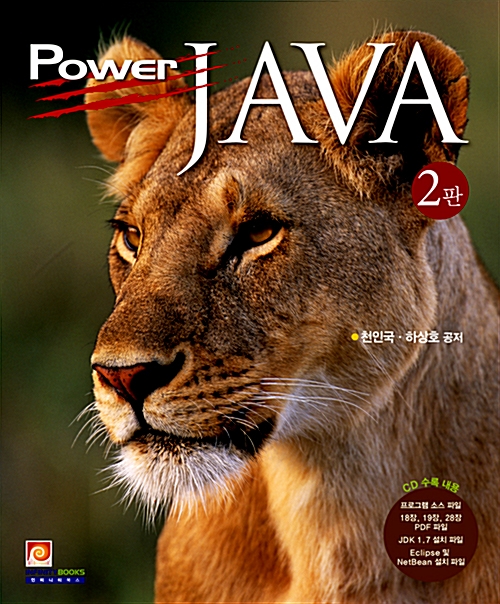 Power JAVA
2판
천인국 · 하상호 공저
CD 수록 내용
프로그램 소스 파일
18장, 19장, 28장
PDF 파일
JDK 1.7 설치 파일
Eclipse 및
NetBean 설치 파일
BOOKS
인피니티북스